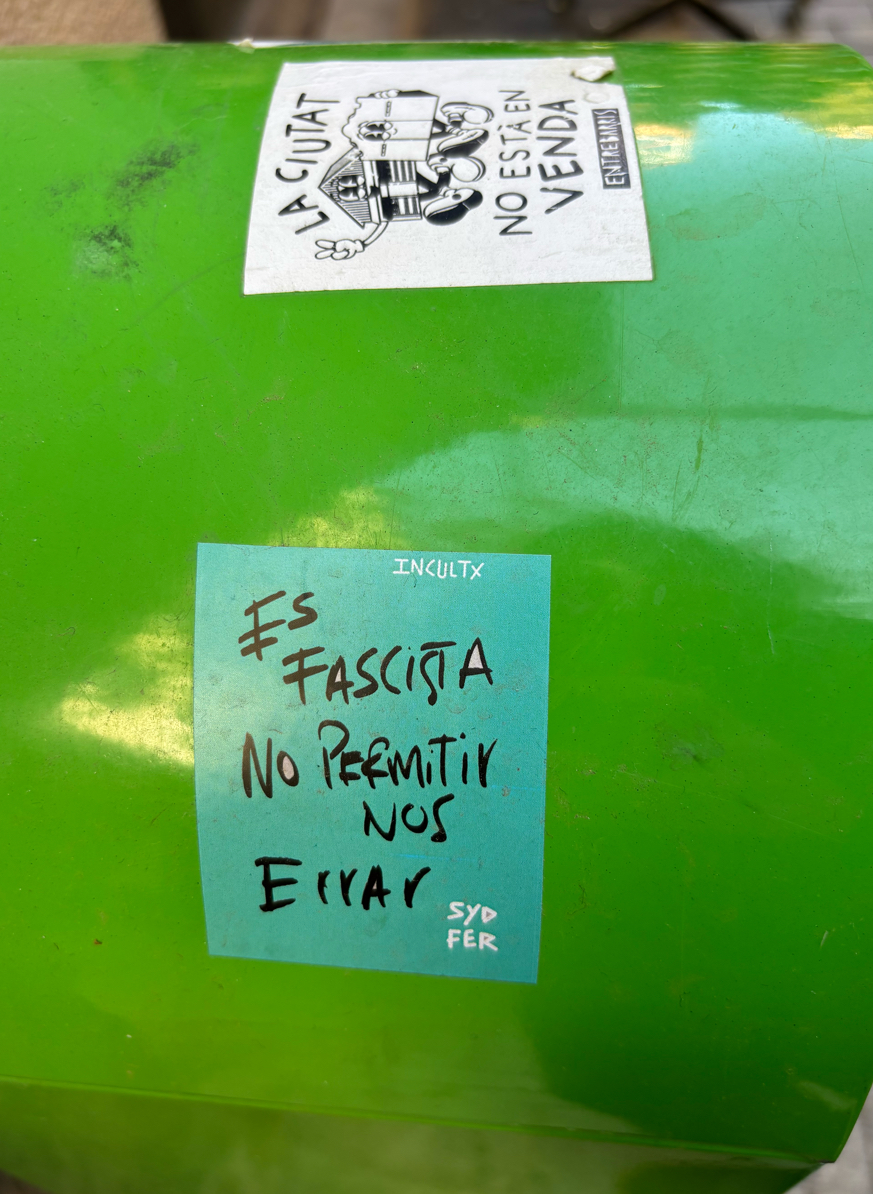 LA CIUTAT
NO ESTÀ EN
VENDA
ENTREBARRIS
INCULTX
ES
FASCISTA
NO PERMITIr
NOS
ErrAr
SYD
FER